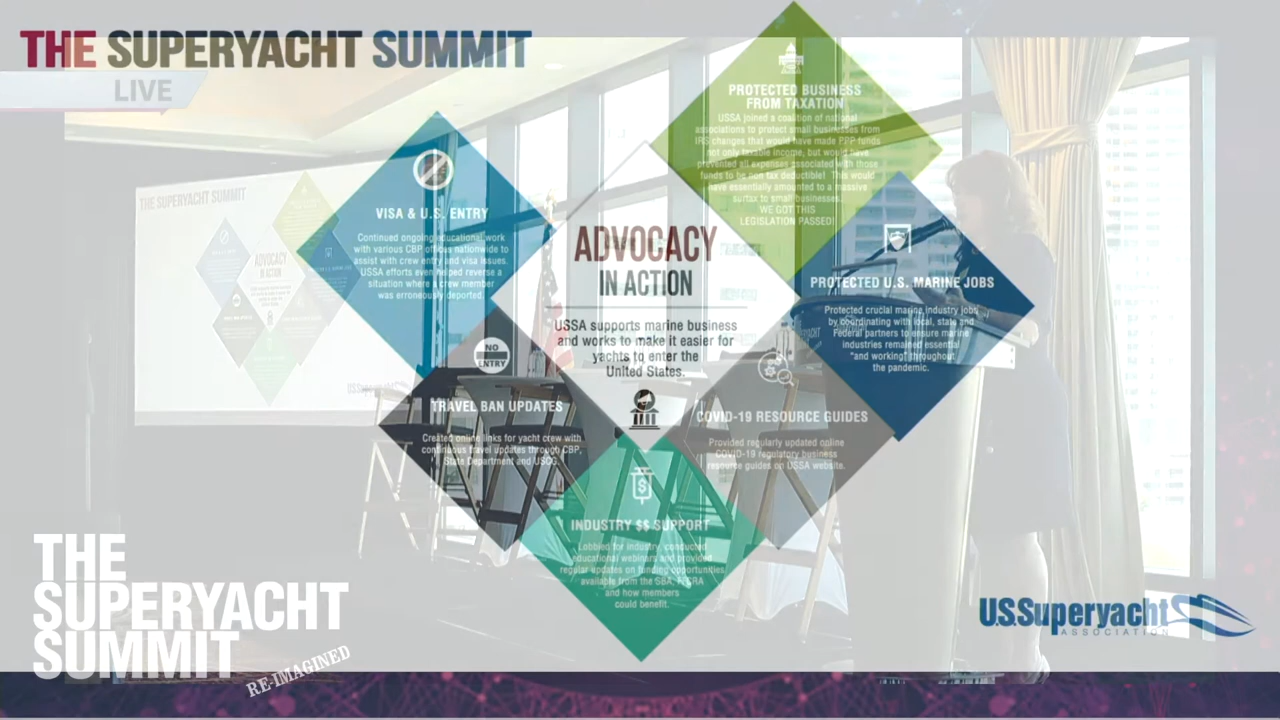 THE SUPERYACHT SUMMIT
LIVE
PROTECTED BUSINESS
FROM TAXATION
USSA joined a coalition of national
associations to protect small businesses from
IRS changes that would have made PPP funds
not only taxable income, but would have
prevented all expenses associated with those
funds to be non tax deductible! This would
have essentially amounted to a massive
surtax to small businesses.
WE GOT THIS
LEGISLATION PASSED!
VISA & U.S. ENTRY
Continued ongoing educational work
with various CBP offices nationwide to
assist with crew entry and visa issues.
USSA efforts even helped reverse a
situation where a crew member
was erroneously deported.
ADVOCACY
IN ACTION
USSA supports marine business
and works to make it easier for
yachts to enter the
United States.
PROTECTED U.S. MARINE JOBS
Protected crucial marine industry jobs
by coordinating with local, state and
Federal partners to ensure marine
industries remained essential
"and working" throughout
the pandemic.
NO
ENTRY
TRAVEL BAN UPDATES
Created online links for yacht crew with
continuous travel updates through CBP,
State Department and USCG.
COVID-19 RESOURCE GUIDES
Provided regularly updated online
COVID-19 regulatory business
resource guides on USSA website.
$
INDUSTRY $$ SUPPORT
Lobbied for industry, conducted
educational webinars and provided
regular updates on funding opportunities
available from the SBA,
and how members
could benefit.
THE SUPERYACHT SUMMIT
ADVOCACY
IN ACTION
THE
SUPERYACHT
SUMMIT
RE-IMAGINED
U.S.Superyacht
ASSOCIATION